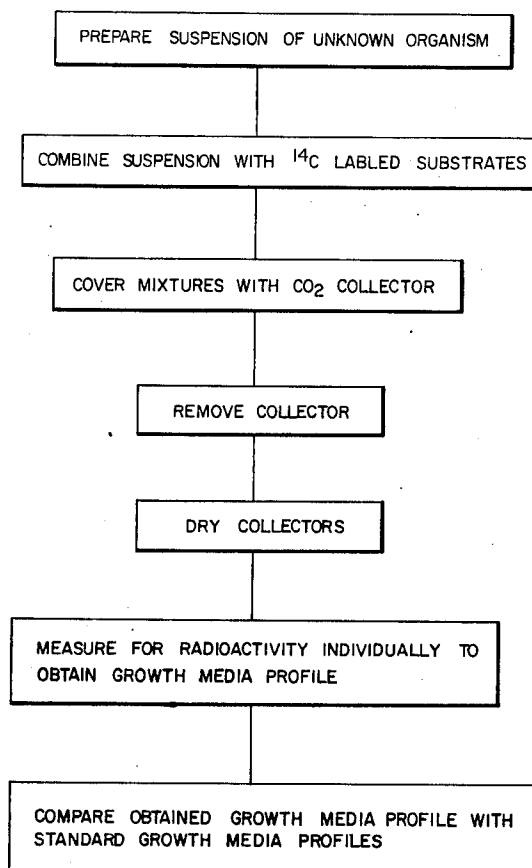 PREPARE SUSPENSION OF UNKNOWN ORGANISM
COMBINE SUSPENSION WITH ¹⁴C LABLED SUBSTRATES
COVER MIXTURES WITH CO₂ COLLECTOR
REMOVE COLLECTOR
DRY COLLECTORS
MEASURE FOR RADIOACTIVITY INDIVIDUALLY TO
OBTAIN GROWTH MEDIA PROFILE
COMPARE OBTAINED GROWTH MEDIA PROFILE WITH
STANDARD GROWTH MEDIA PROFILES